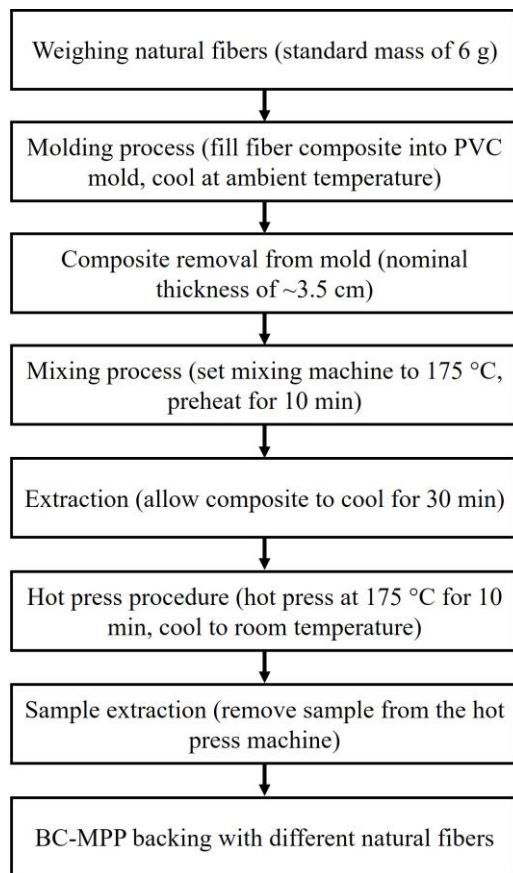 Weighing natural fibers (standard mass of 6 g)
Molding process (fill fiber composite into PVC
mold, cool at ambient temperature)
Composite removal from mold (nominal
thickness of ~3.5 cm)
Mixing process (set mixing machine to 175 °C,
preheat for 10 min)
Extraction (allow composite to cool for 30 min)
Hot press procedure (hot press at 175 °C for 10
min, cool to room temperature)
Sample extraction (remove sample from the hot
press machine)
BC-MPP backing with different natural fibers